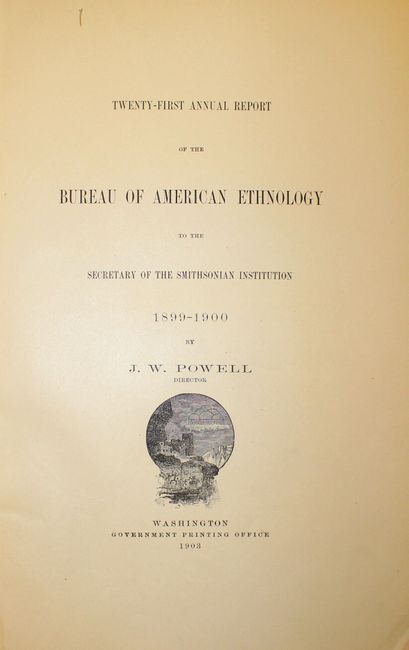 TWENTY-FIRST ANNUAL REPORT
OF THE
BUREAU OF AMERICAN ETHNOLOGY
TO THE
SECRETARY OF THE SMITHSONIAN INSTITUTION
1899-1900
BY
J. W. POWELL
DIRECTOR
WASHINGTON
GOVERNMENT PRINTING OFFICE
1903